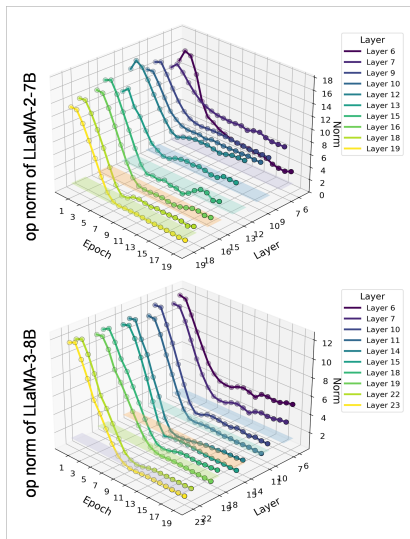 op norm of LLaMA-2-7B
Layer
Layer 6
Layer 7
Layer 9
Layer 10
Layer 12
Layer 13
Layer 15
Layer 16
Layer 18
Layer 19
18
16
14
12
10
8
6
4
2
0
Norm
1
3
5
7
9
11
13
15
17
19
Epoch
19
18
16
15
13
12
10
9
7
6
Layer
op norm of LLaMA-3-8B
Layer
Layer 6
Layer 7
Layer 10
Layer 11
Layer 14
Layer 15
Layer 18
Layer 19
Layer 22
Layer 23
12
10
8
6
4
2
Norm
1
3
5
7
9
11
13
15
17
19
Epoch
23
22
19
18
15
14
11
10
7
6
Layer